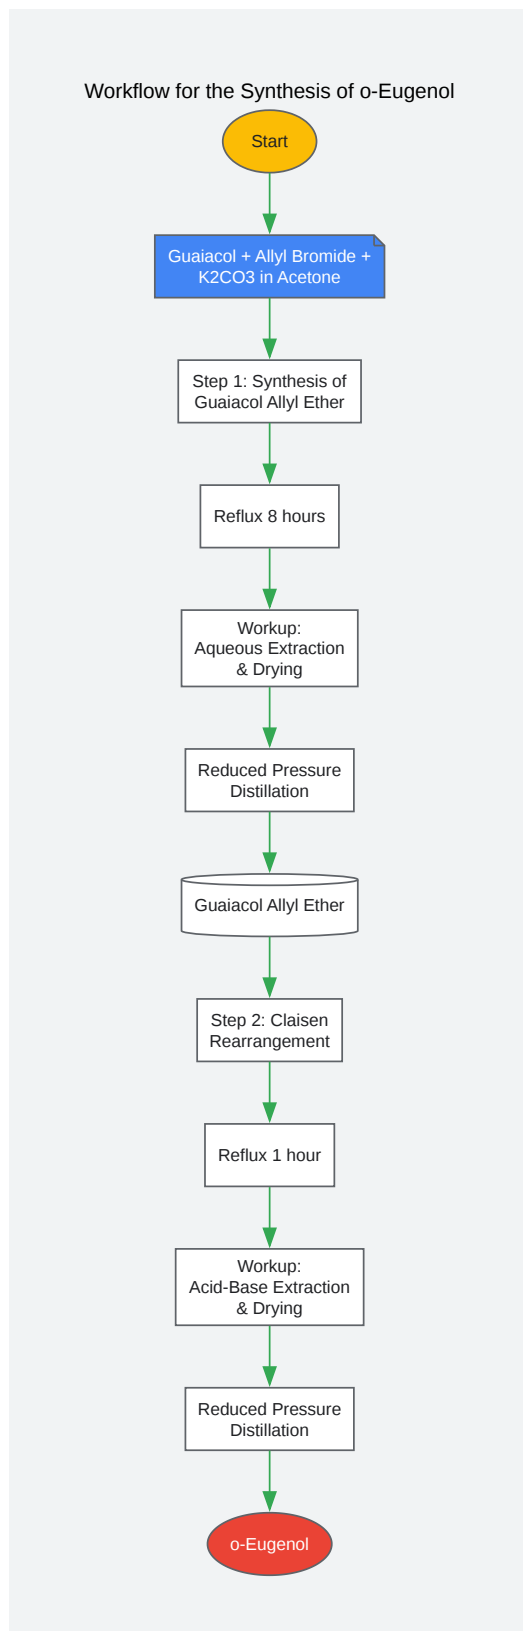 Workflow for the Synthesis of o-Eugenol
Start
Guaiacol + Allyl Bromide +
K2CO3 in Acetone
Step 1: Synthesis of
Guaiacol Allyl Ether
Reflux 8 hours
Workup:
Aqueous Extraction
& Drying
Reduced Pressure
Distillation
Guaiacol Allyl Ether
Step 2: Claisen
Rearrangement
Reflux 1 hour
Workup:
Acid-Base Extraction
& Drying
Reduced Pressure
Distillation
o-Eugenol